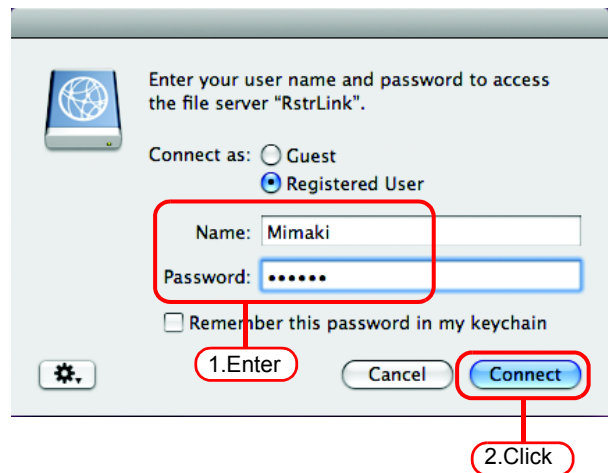 Enter your user name and password to access
the file server “RstrLink”.
Connect as: Guest
Registered User
Name: Mimaki
Password: ••••••
Remember this password in my keychain
1.Enter
Cancel Connect
2.Click